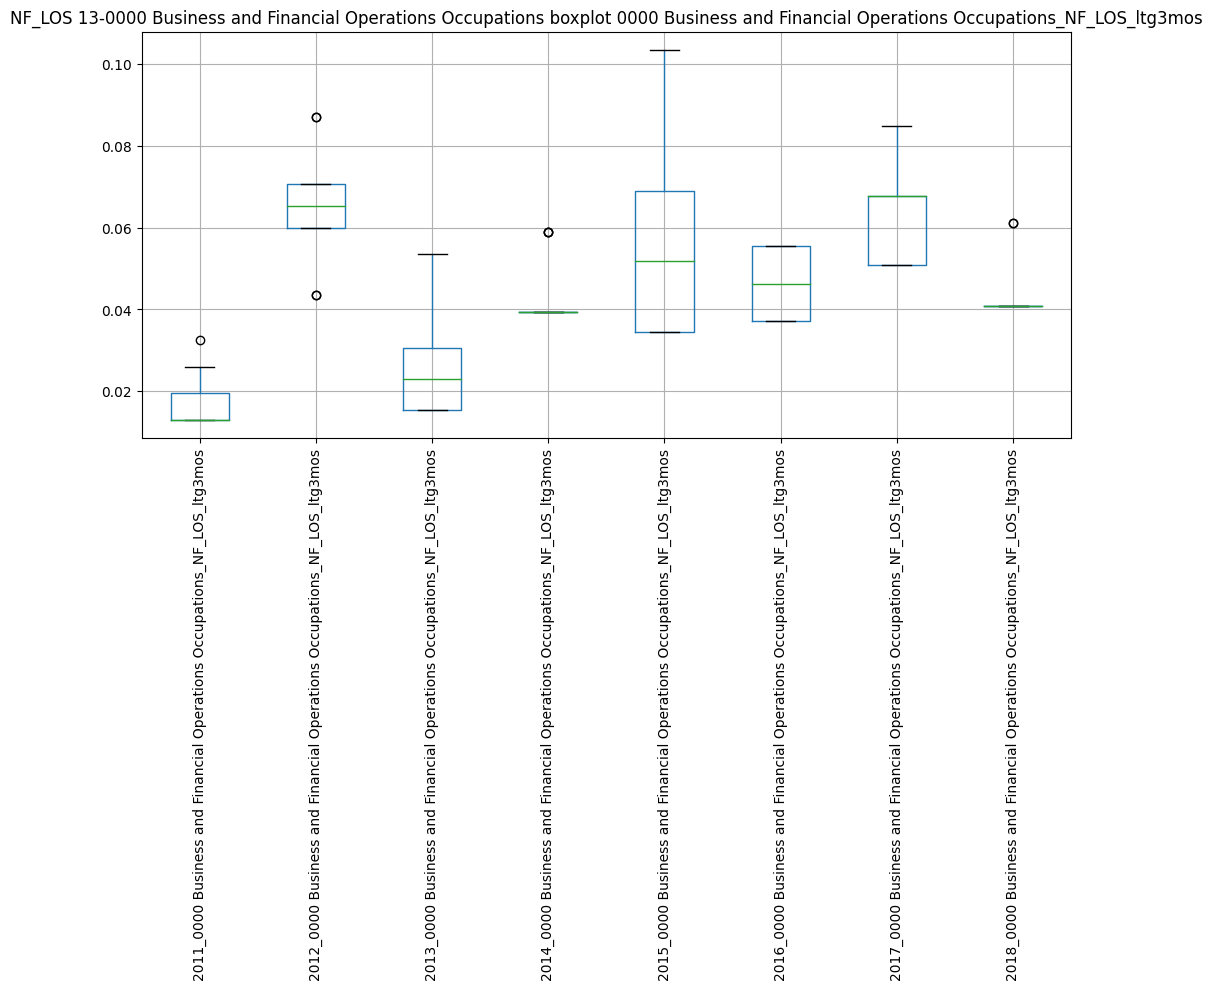 NF_LOS 13-0000 Business and Financial Operations Occupations boxplot 0000 Business and Financial Operations Occupations_NF_LOS_ltg3mos
0.10
0.08
0.06
0.04
0.02
2011_0000 Business and Financial Operations Occupations_NF_LOS_ltg3mos
2012_0000 Business and Financial Operations Occupations_NF_LOS_ltg3mos
2013_0000 Business and Financial Operations Occupations_NF_LOS_ltg3mos
2014_0000 Business and Financial Operations Occupations_NF_LOS_ltg3mos
2015_0000 Business and Financial Operations Occupations_NF_LOS_ltg3mos
2016_0000 Business and Financial Operations Occupations_NF_LOS_ltg3mos
2017_0000 Business and Financial Operations Occupations_NF_LOS_ltg3mos
2018_0000 Business and Financial Operations Occupations_NF_LOS_ltg3mos